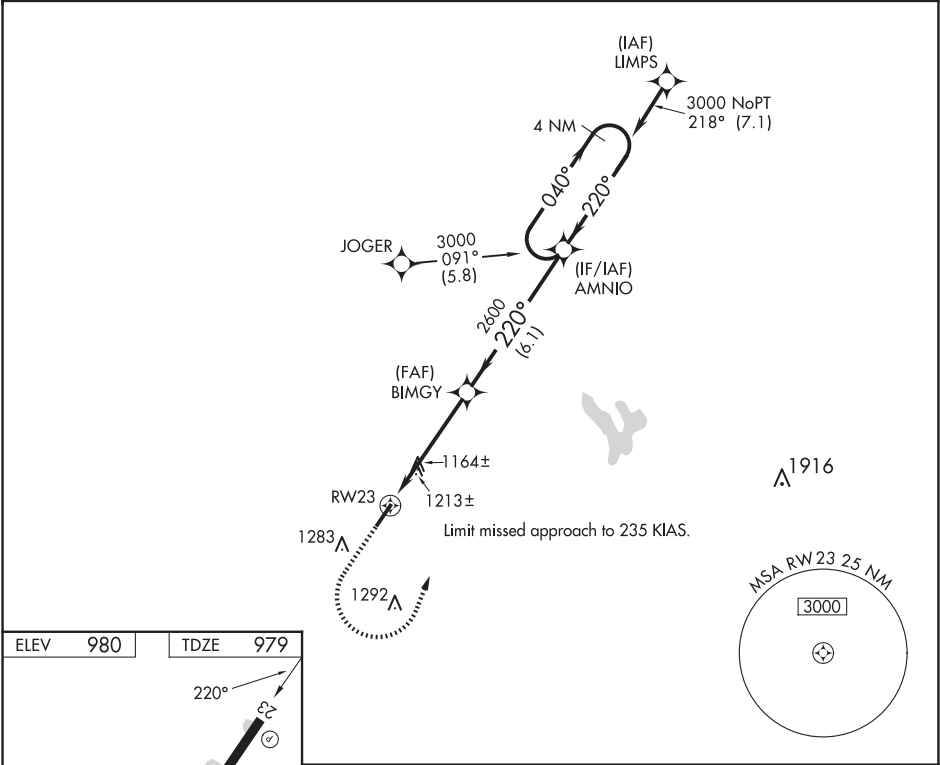 (IAF)
LIMPS
3000 NoPT
218° (7.1)
4 NM
040°
220°
JOGER
3000
091°
(5.8)
(IF/IAF)
AMNIO
2600
220°
(6.1)
(FAF)
BIMGY
1164±
1916
RW23
1213±
Limit missed approach to 235 KIAS.
1283
1292
MSA RW23 25 NM
3000
ELEV 980
TDZE 979
220°
23
P